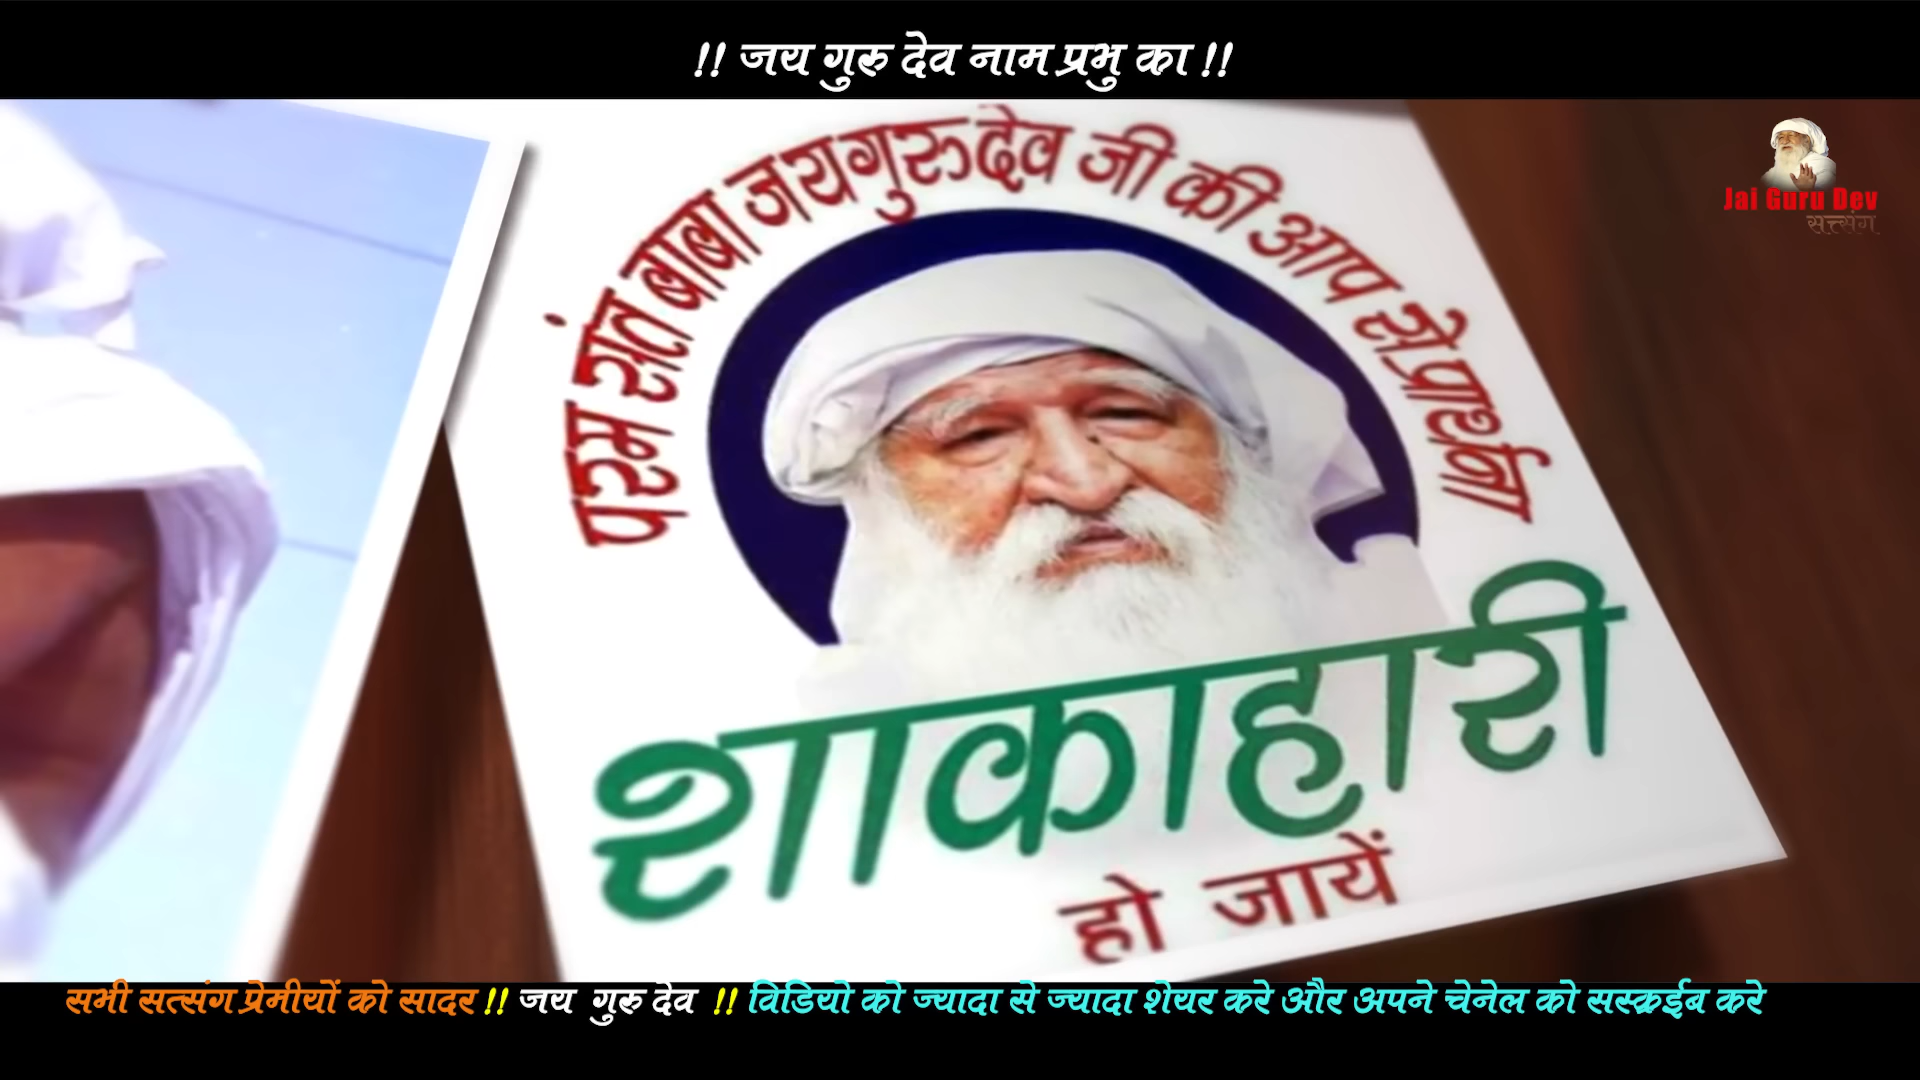 !! जय गुरु देव नाम प्रभु का !!
परम संत बाबा जयगुरुदेव जी की आप से प्रार्थना
Jai Guru Dev
सत्त्संग
शाकाहारी
हो जायें
सभी सत्संग प्रेमीयों को सादर !! जय गुरु देव !! विडियो को ज्यादा से ज्यादा शेयर करे और अपने चेनेल को सस्क्रईब करे